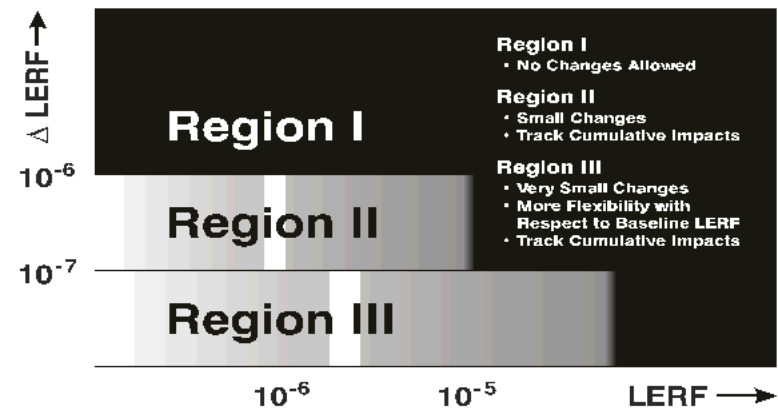 Δ LERF
Region I
• No Changes Allowed
Region II
• Small Changes
• Track Cumulative Impacts
Region III
• Very Small Changes
• More Flexibility with
Respect to Baseline LERF
• Track Cumulative Impacts
Region I
10⁻⁶
Region II
10⁻⁷
Region III
10⁻⁶
10⁻⁵
LERF